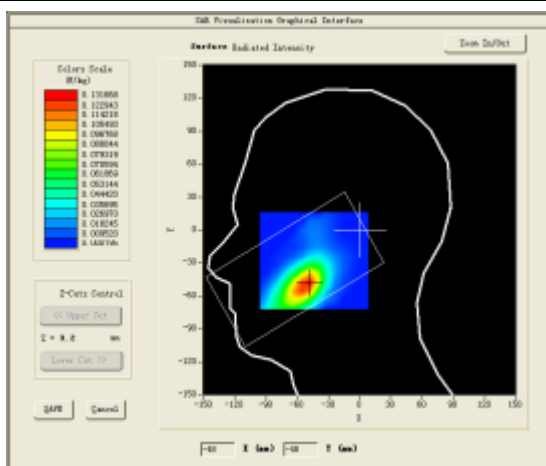 SAR Visualisation Graphical Interface
Surface Radiated Intensity
Zoom In/Out
Colors Scale
(W/kg)
0.131668
0.122943
0.114218
0.105493
0.096768
0.088044
0.079319
0.070594
0.061869
0.053144
0.044420
0.035695
0.026970
0.018245
0.009520
150
120
90
60
30
0
-30
-60
-90
-120
-150
Y
-150 -120 -90 -60 -30 0 30 60 90 120 150
X
Z-Cuts Control
<< Upper Cut
Z = mm
Lower Cut >>
SAVE Cancel
X (mm) Y (mm)